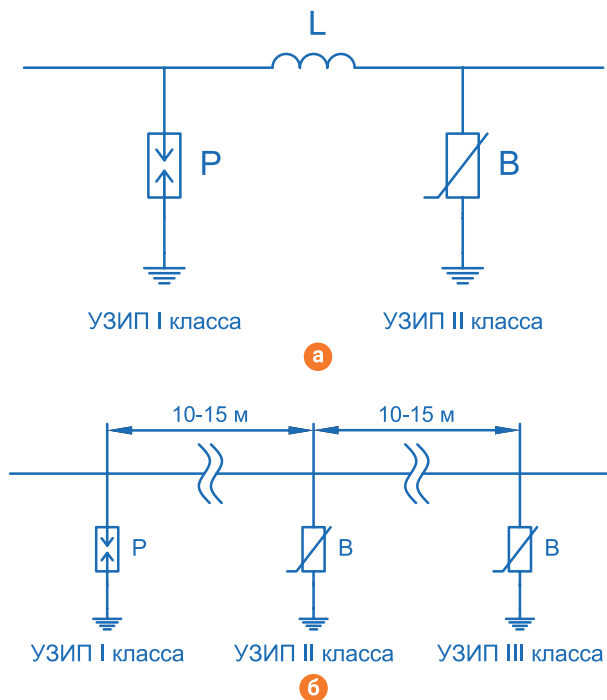 L
Р
В
УЗИП I класса
УЗИП II класса
а
10-15 м
10-15 м
Р
В
В
УЗИП I класса
УЗИП II класса
УЗИП III класса
б